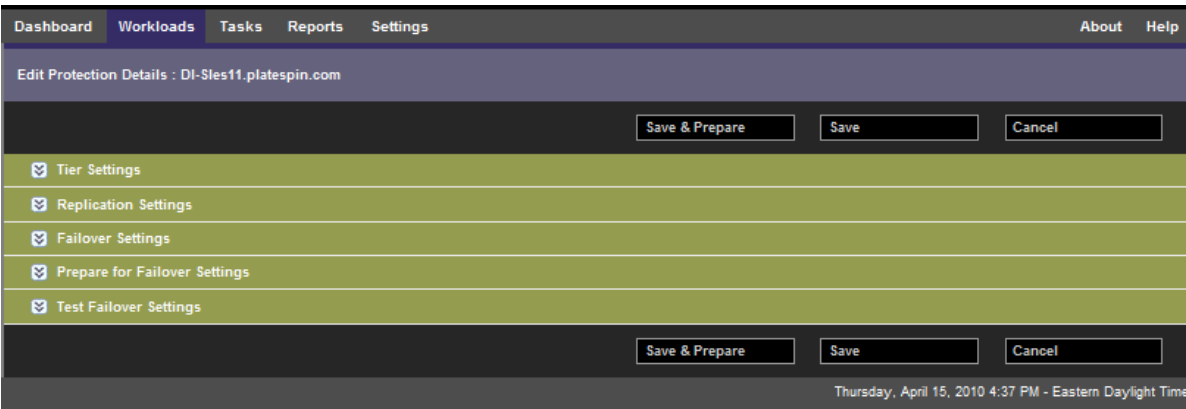 Dashboard Workloads Tasks Reports Settings About Help
Edit Protection Details : DI-Sles11.platespin.com
Save & Prepare Save Cancel
Tier Settings
Replication Settings
Failover Settings
Prepare for Failover Settings
Test Failover Settings
Save & Prepare Save Cancel
Thursday, April 15, 2010 4:37 PM - Eastern Daylight Time